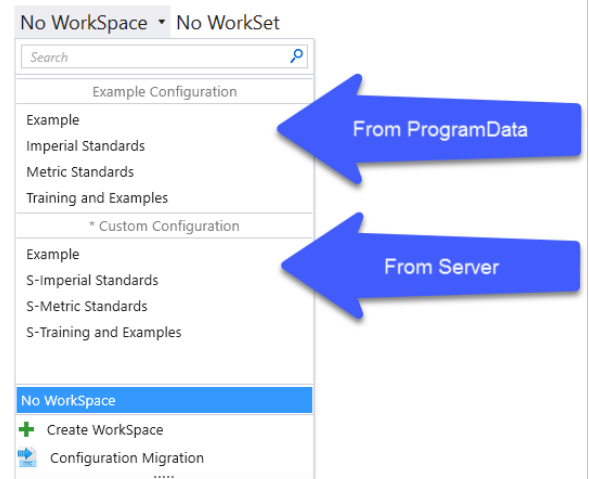 No WorkSpace No WorkSet
Search
Example Configuration
Example
Imperial Standards
Metric Standards
Training and Examples
From ProgramData
* Custom Configuration
Example
S-Imperial Standards
S-Metric Standards
S-Training and Examples
From Server
No WorkSpace
Create WorkSpace
Configuration Migration